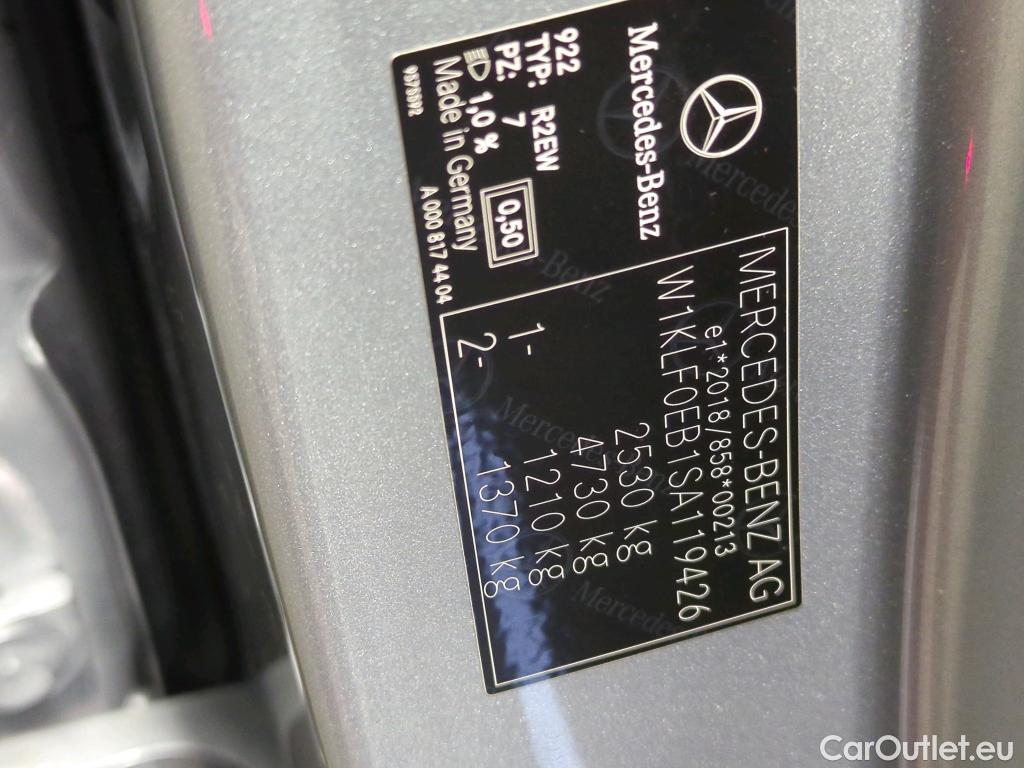 Mercedes-Benz
922
TYP: R2EW
PZ: 7
1,0 %
0,50
Made in Germany
A 000 817 44 04
MERCEDES-BENZ AG
e1*2018/858*00213
W1KLF0EB1SA119426
2530 kg
4730 kg
1- 1210 kg
2- 1370 kg
CarOutlet.eu